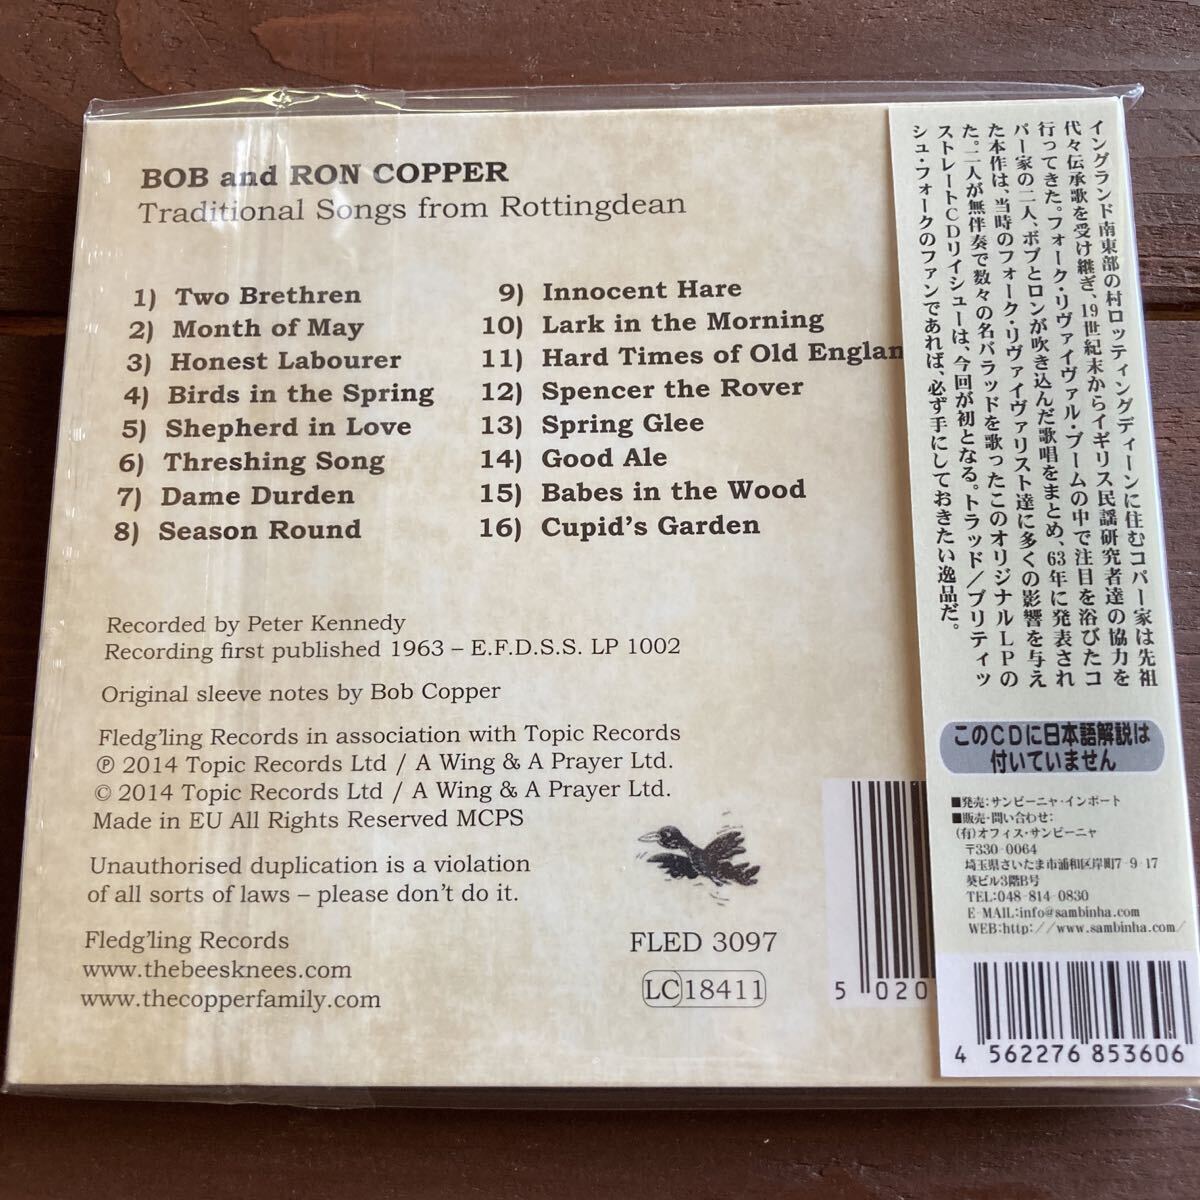 BOB and RON COPPER
Traditional Songs from Rottingdean
1) Two Brethren
2) Month of May
3) Honest Labourer
4) Birds in the Spring
5) Shepherd in Love
6) Threshing Song
7) Dame Durden
8) Season Round
9) Innocent Hare
10) Lark in the Morning
11) Hard Times of Old Englan
12) Spencer the Rover
13) Spring Glee
14) Good Ale
15) Babes in the Wood
16) Cupid's Garden
Recorded by Peter Kennedy
Recording first published 1963 – E.F.D.S.S. LP 1002
Original sleeve notes by Bob Copper
Fledg'ling Records in association with Topic Records
℗ 2014 Topic Records Ltd / A Wing & A Prayer Ltd.
© 2014 Topic Records Ltd / A Wing & A Prayer Ltd.
Made in EU All Rights Reserved MCPS
Unauthorised duplication is a violation
of all sorts of laws – please don't do it.
Fledg'ling Records
www.thebeesknees.com
www.thecopperfamily.com
FLED 3097
LC 18411
5 020
イングランド南東部の村ロッティングディーンに住むコパー家は先祖
代々伝承歌を受け継ぎ、19世紀末からイギリス民謡研究者達の協力を
行ってきた。フォーク・リヴァイヴァル・ブームの中で注目を浴びたコ
パー家の二人、ボブとロンが吹き込んだ歌唱をまとめ、63年に発表され
た本作は、当時のフォーク・リヴァイヴァリスト達に多くの影響を与え
た。二人が無伴奏で数々の名バラッドを歌ったこのオリジナルLPの
ストレートCDリイシューは、今回が初となる。トラッド/ブリティッ
シュ・フォークのファンであれば、必ず手にしておきたい逸品だ。
このCDに日本語解説は
付いていません
■発売：サンビーニャ・インポート
■販売・問い合わせ：
(有)オフィス・サンビーニャ
〒330-0064
埼玉県さいたま市浦和区岸町7-9-17
葵ビル3階B号
TEL:048-814-0830
E-MAIL:info@sambinha.com
WEB:http://www.sambinha.com/
4 562276 853606